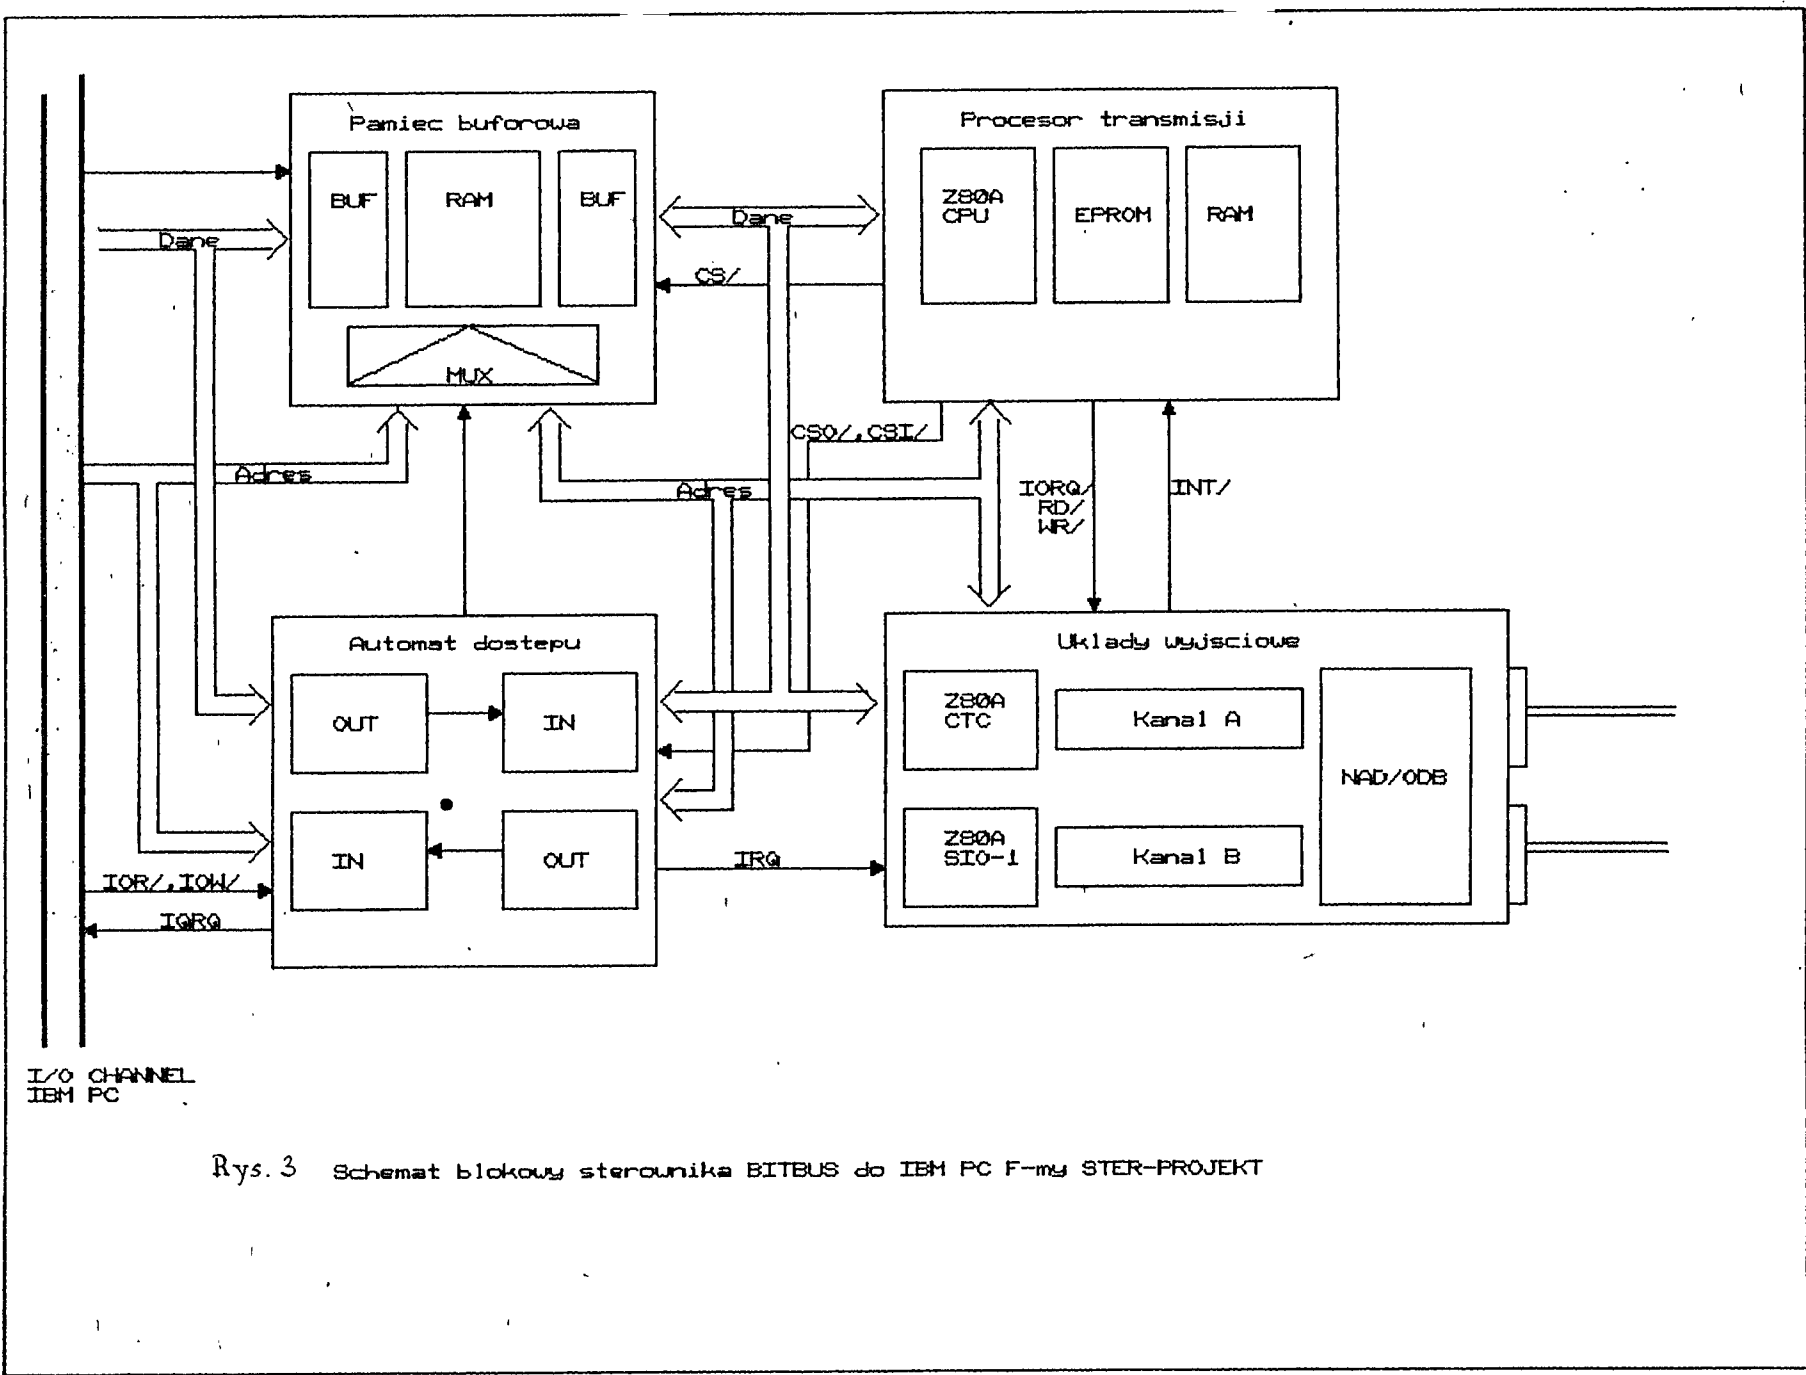 Pamiec buforowa
BUF
RAM
BUF
MUX
Procesor transmisji
Z80A
CPU
EPROM
RAM
Dane
Dane
CS/
CSO/,CSI/
Adres
Adres
IORQ/
RD/
WR/
INT/
Automat dostepu
OUT
IN
IN
OUT
Uklady wyjsciowe
Z80A
CTC
Kanal A
NAD/ODB
Z80A
SIO-1
Kanal B
IRQ
IOR/,IOW/
IQRQ
I/O CHANNEL
IBM PC
Rys. 3 Schemat blokowy sterownika BITBUS do IBM PC F-my STER-PROJEKT